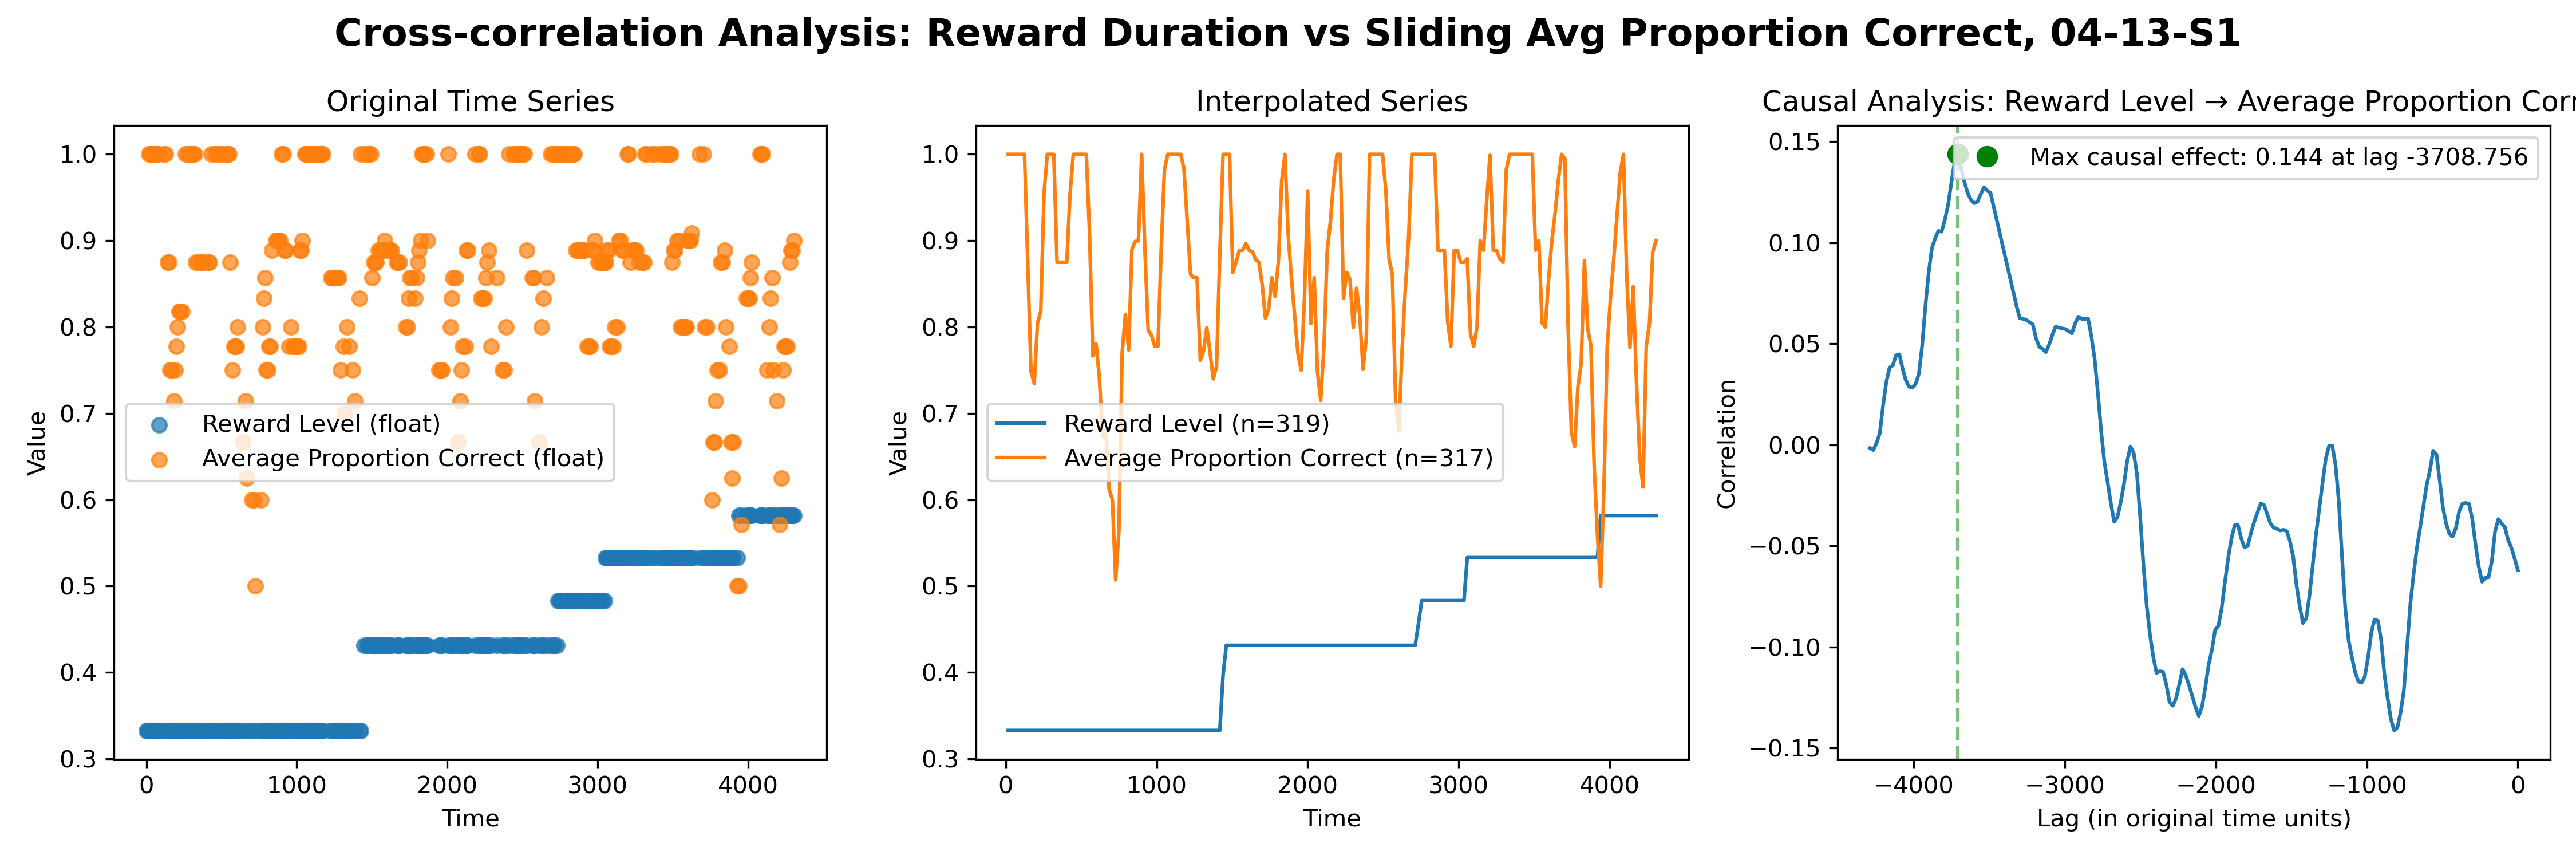 Cross-correlation Analysis: Reward Duration vs Sliding Avg Proportion Correct, 04-13-S1
Original Time Series
1.0
0.9
0.8
0.7
0.6
0.5
0.4
0.3
Value
Reward Level (float)
Average Proportion Correct (float)
0 1000 2000 3000 4000
Time
Interpolated Series
1.0
0.9
0.8
0.7
0.6
0.5
0.4
0.3
Value
Reward Level (n=319)
Average Proportion Correct (n=317)
0 1000 2000 3000 4000
Time
Causal Analysis: Reward Level → Average Proportion Corr
0.15
0.10
0.05
0.00
−0.05
−0.10
−0.15
Correlation
Max causal effect: 0.144 at lag -3708.756
−4000 −3000 −2000 −1000 0
Lag (in original time units)